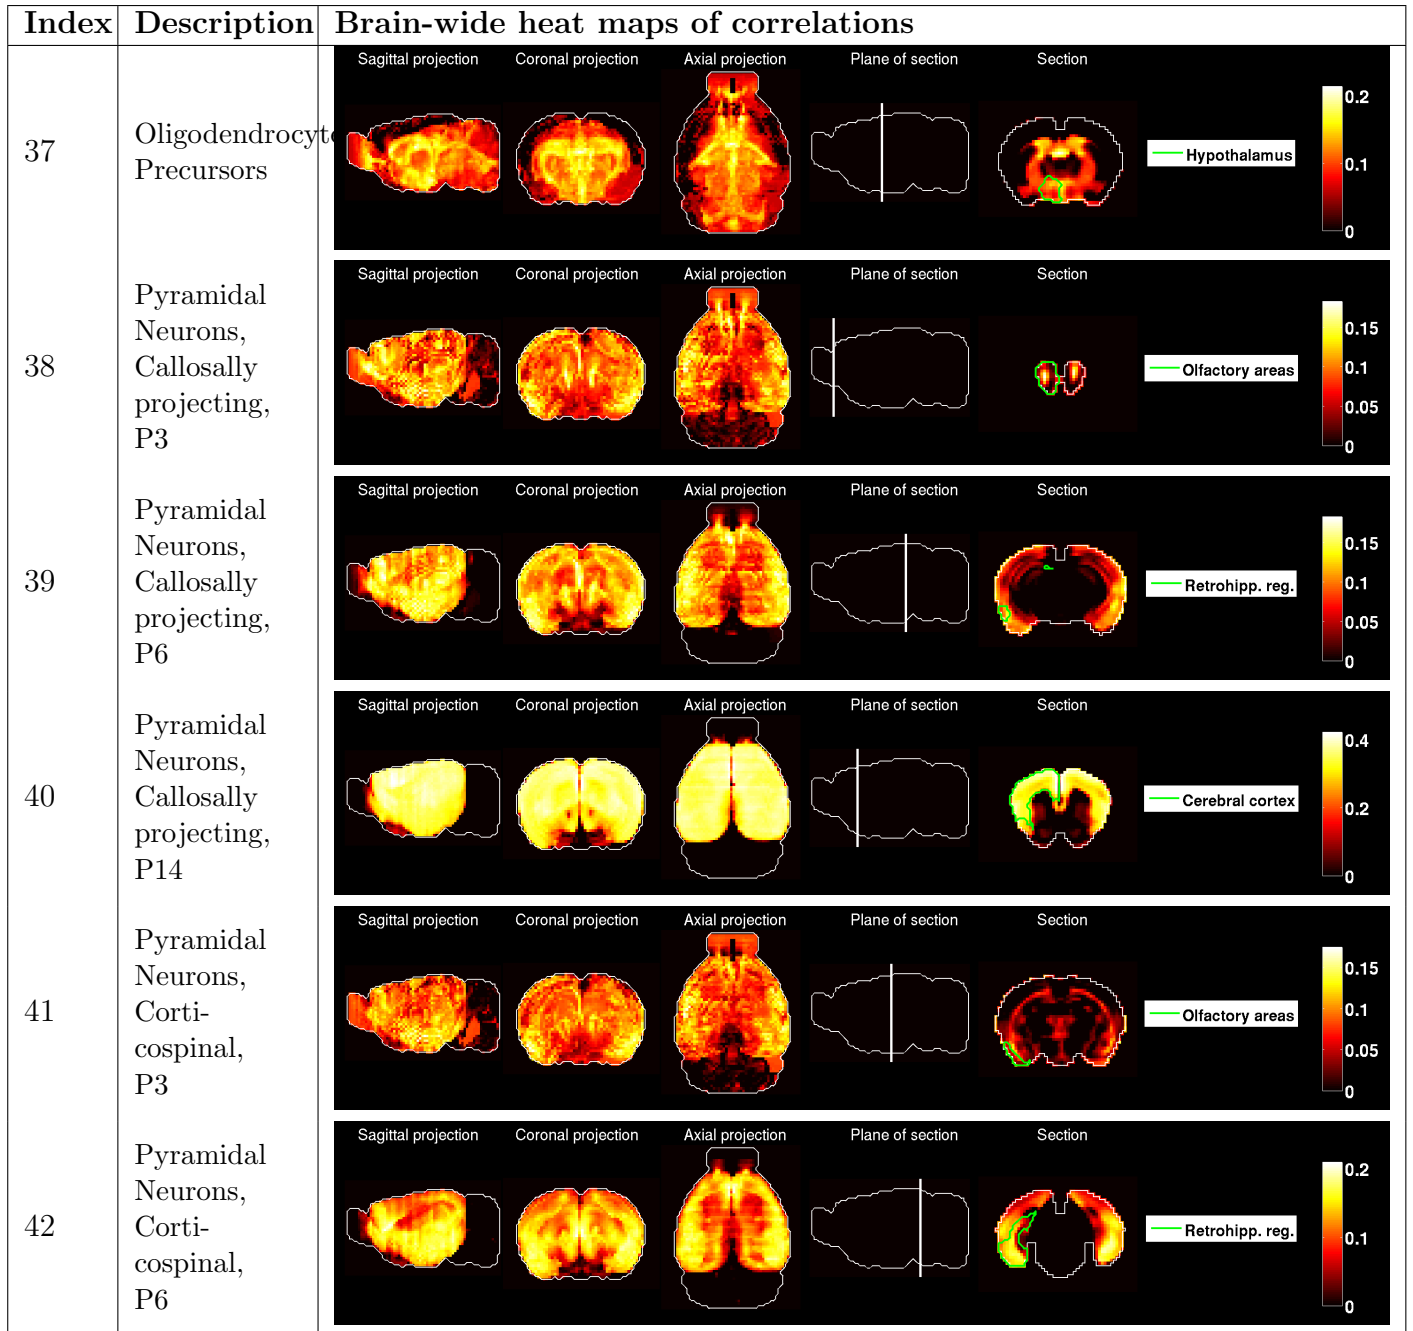 Index Description Brain-wide heat maps of correlations
37
Oligodendrocyte
Precursors
Sagittal projection Coronal projection Axial projection Plane of section Section
Hypothalamus
0.2
0.1
0
38
Pyramidal
Neurons,
Callosally
projecting,
P3
Sagittal projection Coronal projection Axial projection Plane of section Section
Olfactory areas
0.15
0.1
0.05
0
39
Pyramidal
Neurons,
Callosally
projecting,
P6
Sagittal projection Coronal projection Axial projection Plane of section Section
Retrohipp. reg.
0.15
0.1
0.05
0
40
Pyramidal
Neurons,
Callosally
projecting,
P14
Sagittal projection Coronal projection Axial projection Plane of section Section
Cerebral cortex
0.4
0.2
0
41
Pyramidal
Neurons,
Corti-
cospinal,
P3
Sagittal projection Coronal projection Axial projection Plane of section Section
Olfactory areas
0.15
0.1
0.05
0
42
Pyramidal
Neurons,
Corti-
cospinal,
P6
Sagittal projection Coronal projection Axial projection Plane of section Section
Retrohipp. reg.
0.2
0.1
0